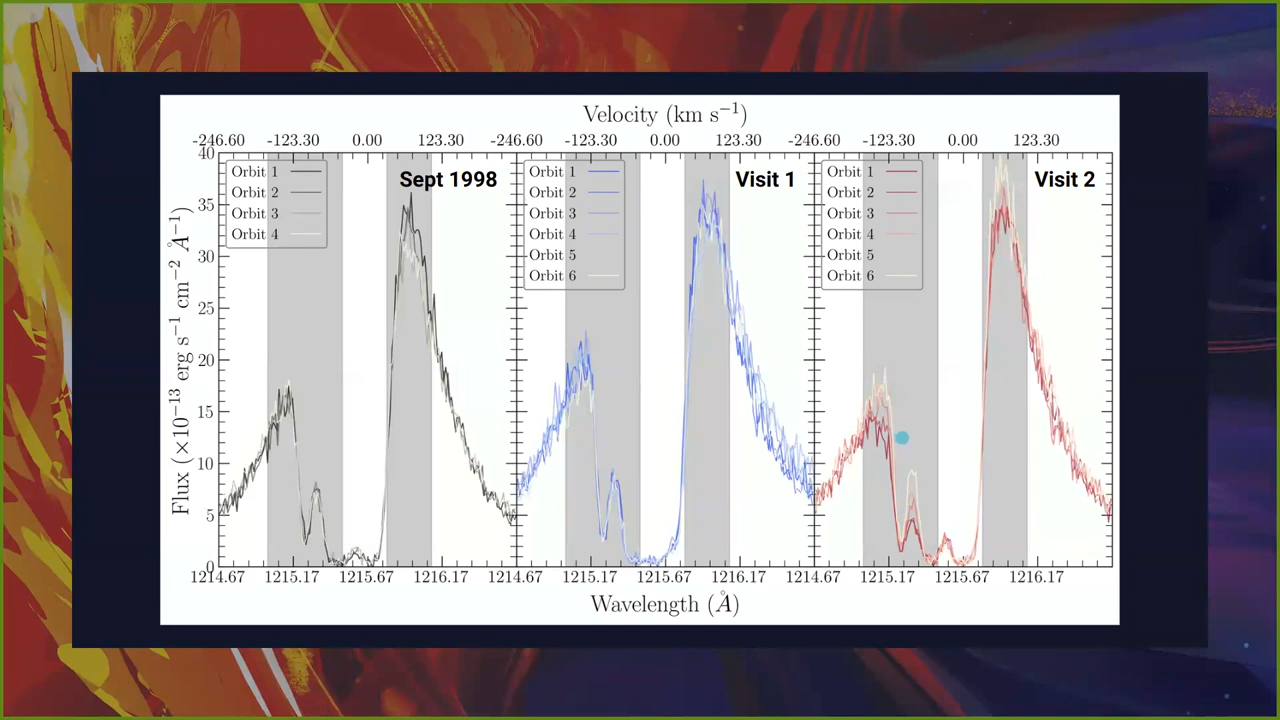 Velocity (km s⁻¹)
-246.60 -123.30 0.00 123.30 -246.60 -123.30 0.00 123.30 -246.60 -123.30 0.00 123.30
Sept 1998
Orbit 1
Orbit 2
Orbit 3
Orbit 4
Visit 1
Orbit 1
Orbit 2
Orbit 3
Orbit 4
Orbit 5
Orbit 6
Visit 2
Orbit 1
Orbit 2
Orbit 3
Orbit 4
Orbit 5
Orbit 6
Flux (×10⁻¹³ erg s⁻¹ cm⁻² Å⁻¹)
40
35
30
25
20
15
10
5
0
1214.67 1215.17 1215.67 1216.17 1214.67 1215.17 1215.67 1216.17 1214.67 1215.17 1215.67 1216.17
Wavelength (Å)